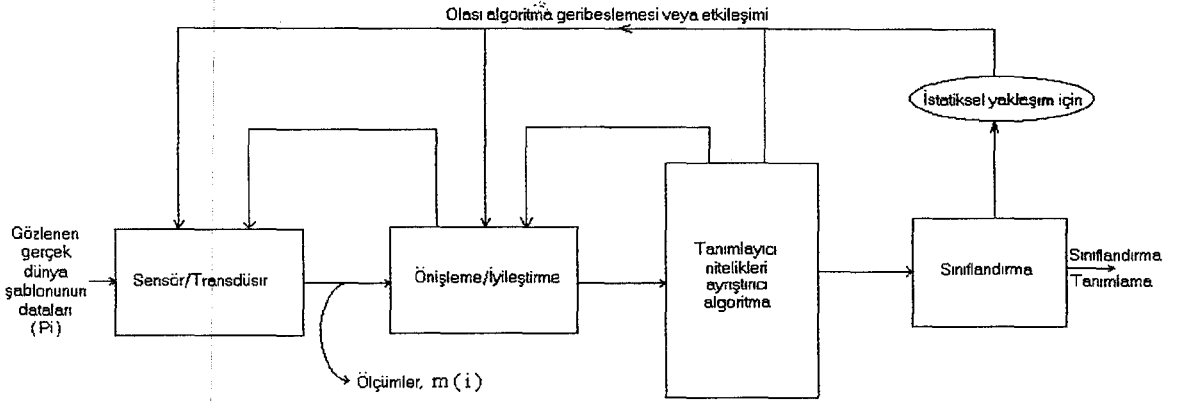 Olası algoritma geribeslemesi veya etkileşimi
İstatiksel yaklaşım için
Gözlenen
gerçek
dünya
şablonunun
dataları
(Pi)
Sensör/Transdüsır
Önişleme/İyileştirme
Tanımlayıcı
nitelikleri
ayrıştırıcı
algoritma
Sınıflandırma
Sınıflandırma
Tanımlama
Ölçümler, m(i)